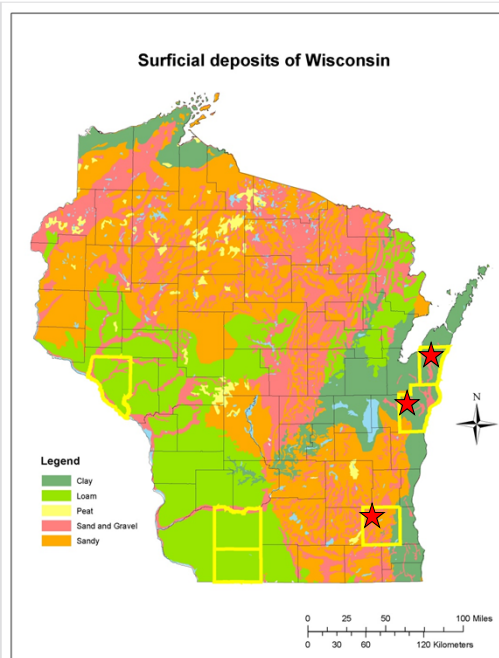 Surficial deposits of Wisconsin
N
Legend
Clay
Loam
Peat
Sand and Gravel
Sandy
0 25 50 100 Miles
0 30 60 120 Kilometers